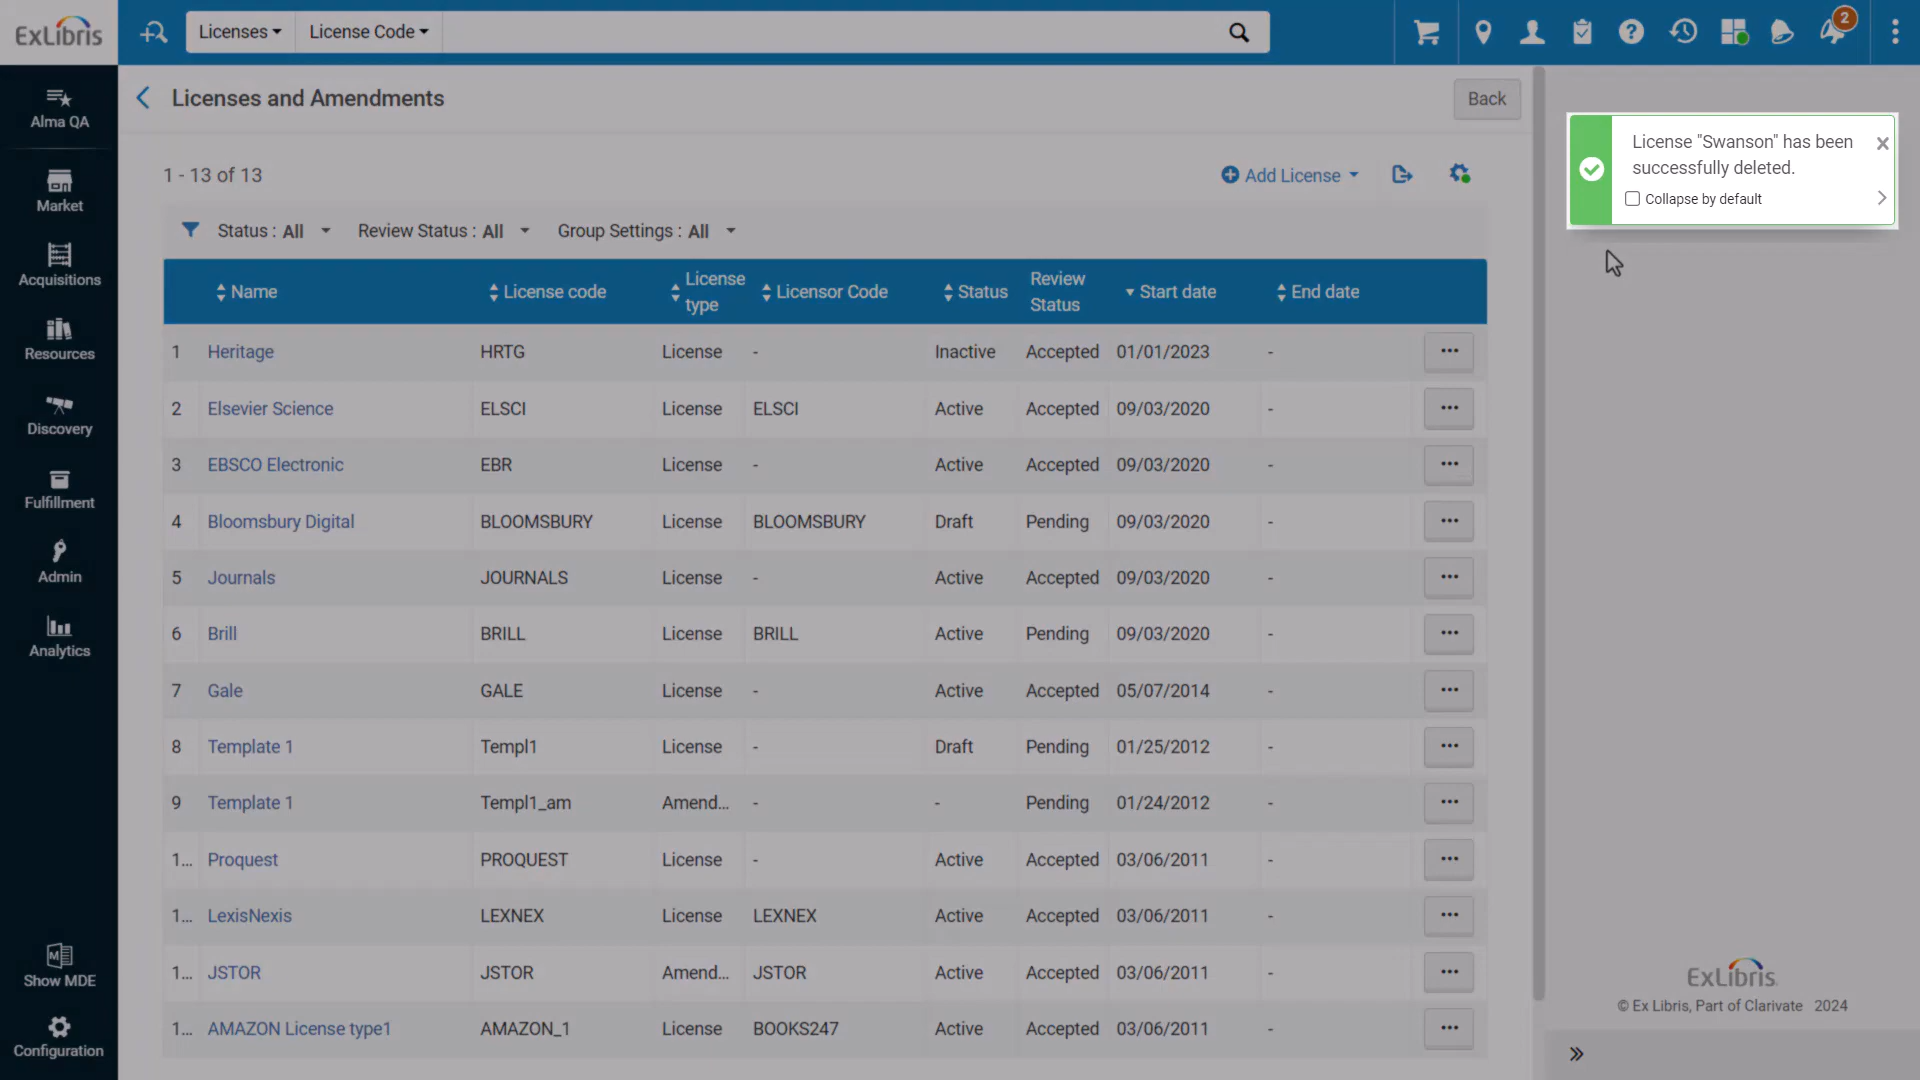 ExLibris
Licenses
License Code
2
Alma QA
Market
Acquisitions
Resources
Discovery
Fulfillment
Admin
Analytics
Show MDE
Configuration
Licenses and Amendments
Back
1 - 13 of 13
Add License
Status : All
Review Status : All
Group Settings : All
Name License code License type Licensor Code Status Review Status Start date End date
1 Heritage HRTG License - Inactive Accepted 01/01/2023 -
2 Elsevier Science ELSCI License ELSCI Active Accepted 09/03/2020 -
3 EBSCO Electronic EBR License - Active Accepted 09/03/2020 -
4 Bloomsbury Digital BLOOMSBURY License BLOOMSBURY Draft Pending 09/03/2020 -
5 Journals JOURNALS License - Active Accepted 09/03/2020 -
6 Brill BRILL License BRILL Active Pending 09/03/2020 -
7 Gale GALE License - Active Accepted 05/07/2014 -
8 Template 1 Templ1 License - Draft Pending 01/25/2012 -
9 Template 1 Templ1_am Amend... - - Pending 01/24/2012 -
1... Proquest PROQUEST License - Active Accepted 03/06/2011 -
1... LexisNexis LEXNEX License LEXNEX Active Accepted 03/06/2011 -
1... JSTOR JSTOR Amend... JSTOR Active Accepted 03/06/2011 -
1... AMAZON License type1 AMAZON_1 License BOOKS247 Active Accepted 03/06/2011 -
License "Swanson" has been
successfully deleted.
Collapse by default
ExLibris
© Ex Libris, Part of Clarivate 2024